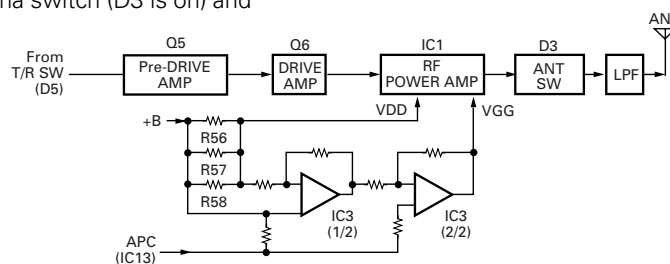 na switch (D3 is on) and
AN
Q5
Q6
IC1
D3
From
T/R SW
(D5)
Pre-DRIVE
AMP
DRIVE
AMP
RF
POWER AMP
ANT
SW
LPF
VDD
VGG
+B
R56
R57
R58
IC3
(1/2)
IC3
(2/2)
APC
(IC13)